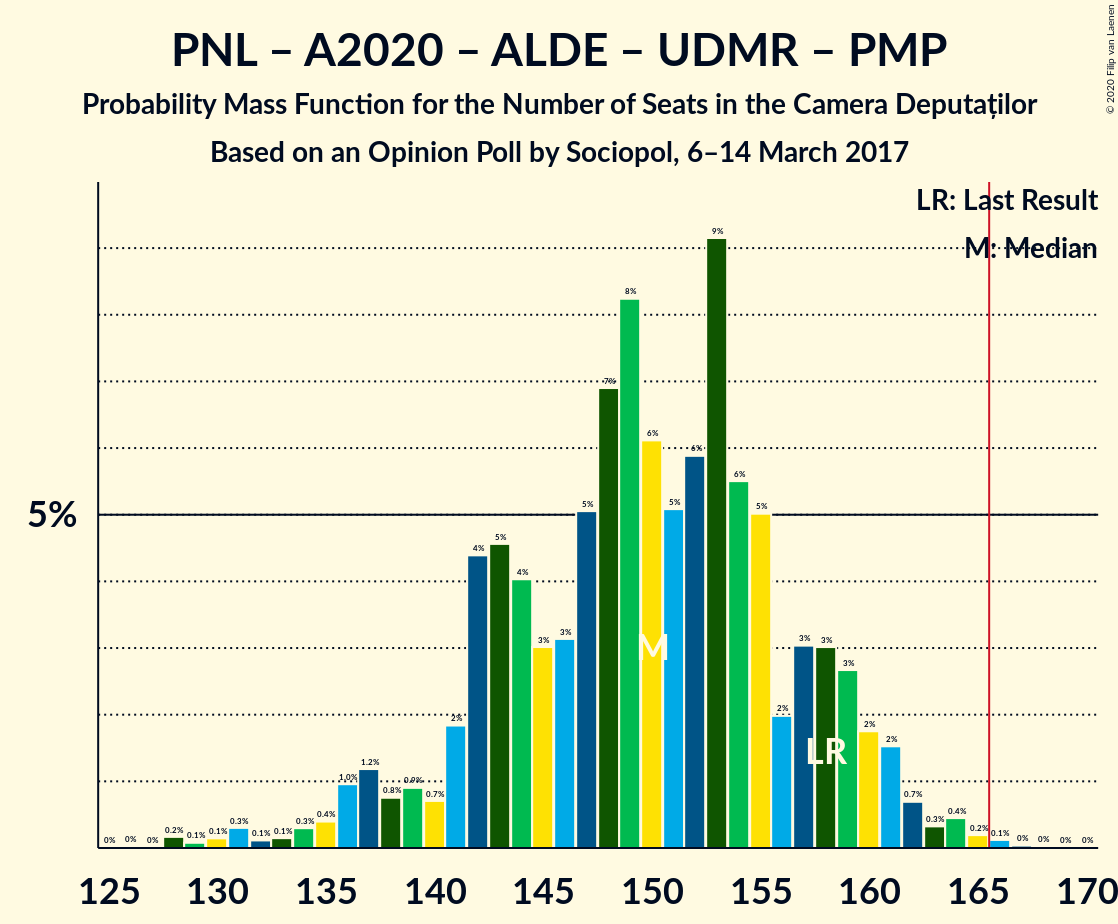 PNL – A2020 – ALDE – UDMR – PMP
Probability Mass Function for the Number of Seats in the Camera Deputaților
Based on an Opinion Poll by Sociopol, 6–14 March 2017
© 2020 Filip van Laenen
LR: Last Result
M: Median
5%
0% 0% 0% 0.2% 0.1% 0.1% 0.3% 0.1% 0.1% 0.3% 0.4% 1.0% 1.2% 0.8% 0.9% 0.7% 2% 4% 5% 4% 3% 3% 5% 7% 8% 6% 5% 6% 9% 6% 5% 2% 3% 3% 3% 2% 2% 0.7% 0.3% 0.4% 0.2% 0.1% 0% 0% 0% 0%
M
LR
125 130 135 140 145 150 155 160 165 170